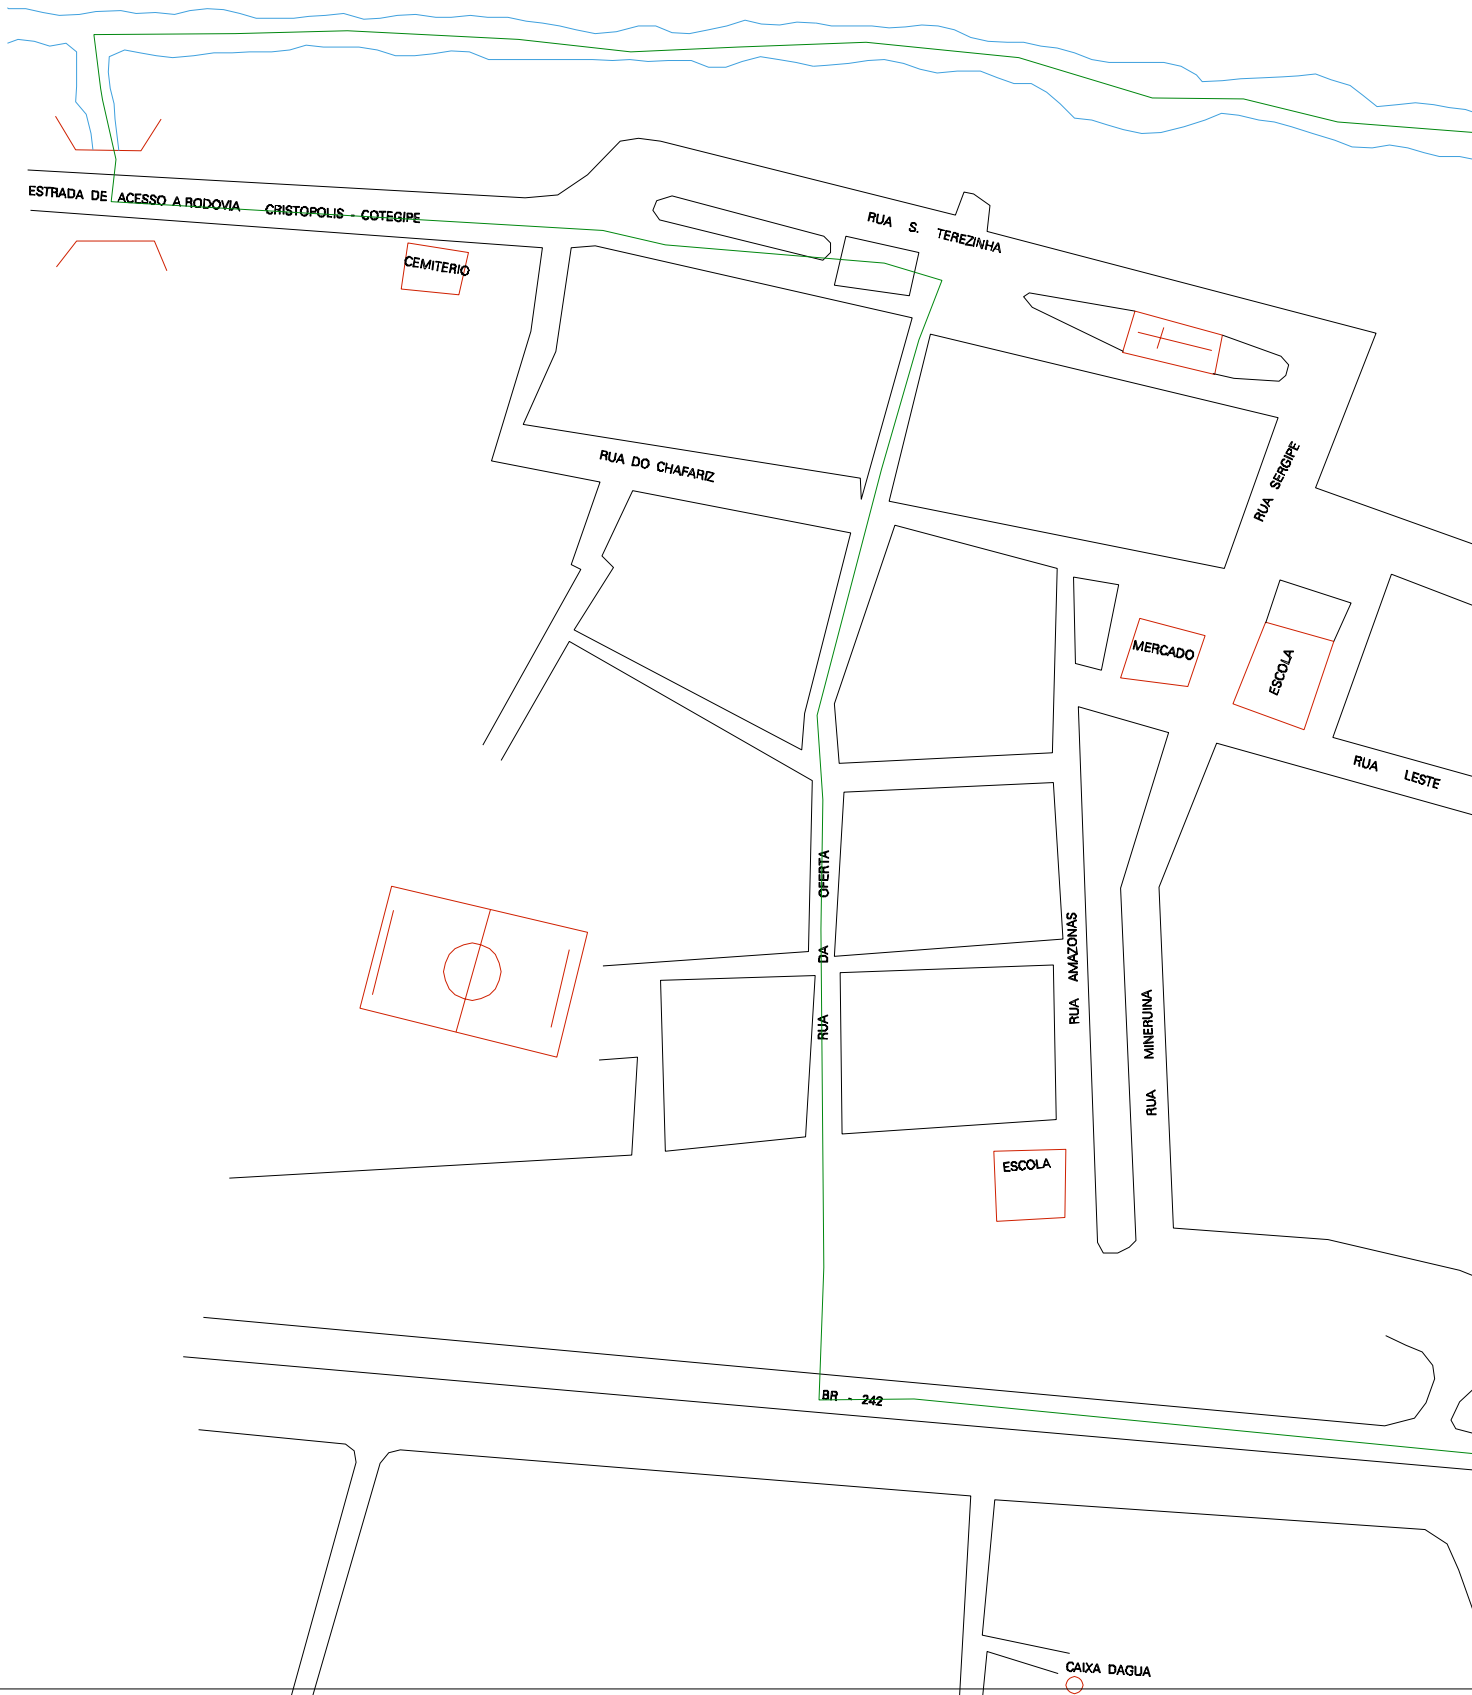 ESTRADA DE ACESSO A RODOVIA CRISTOPOLIS - COTEGIPE
RUA S. TEREZINHA
CEMITERIO
RUA DO CHAFARIZ
RUA SERGIPE
MERCADO
ESCOLA
RUA LESTE
RUA DA OFERTA
RUA AMAZONAS
RUA MINERUINA
ESCOLA
BR - 242
CAIXA DAGUA